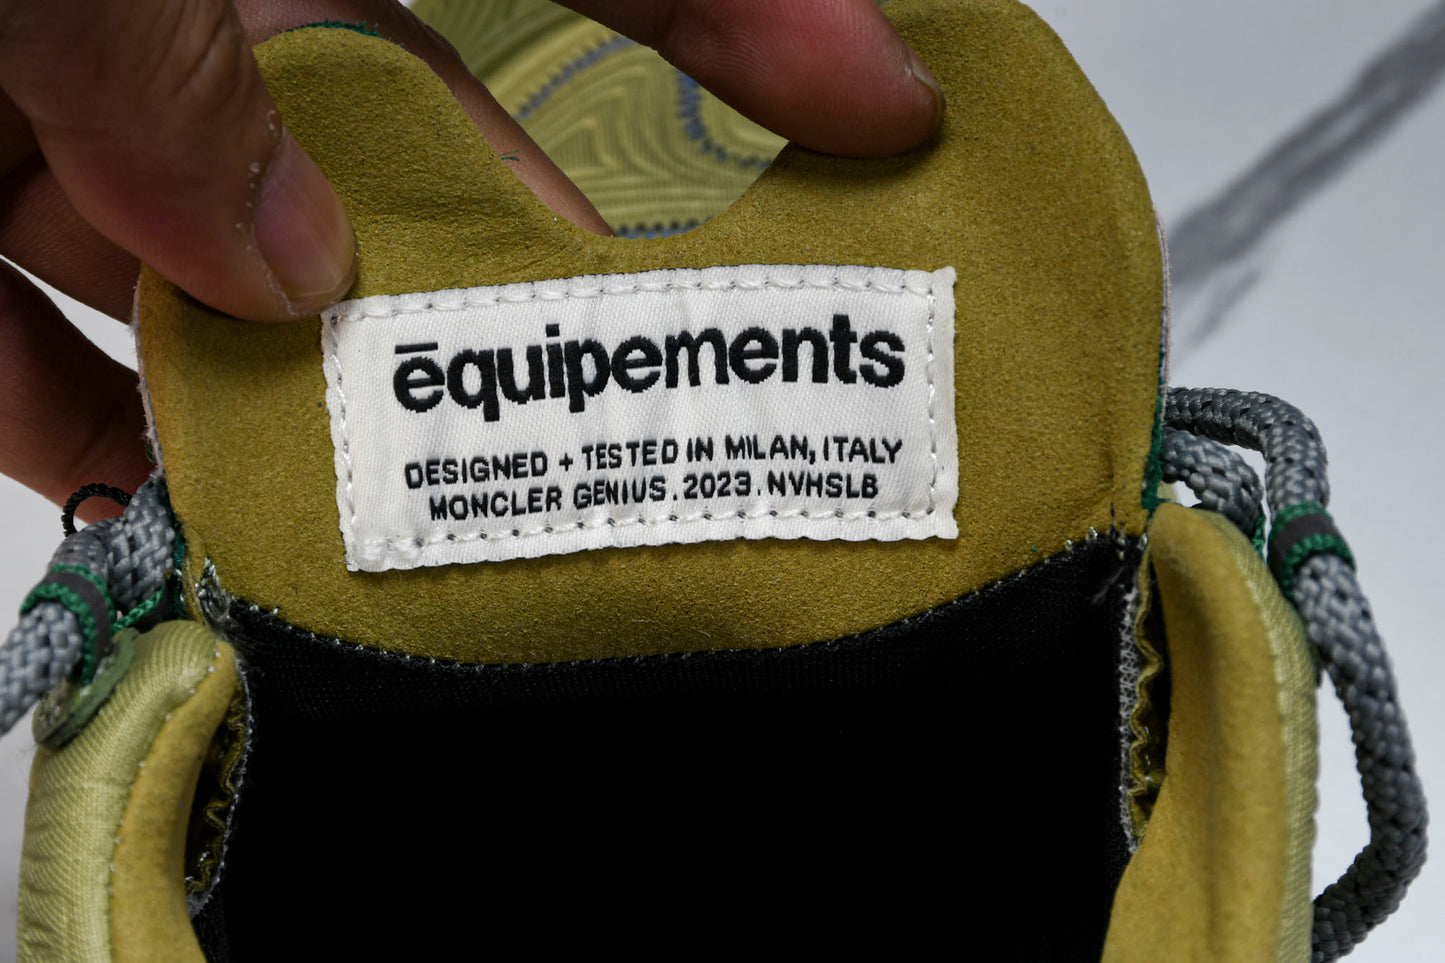 ēquipements
DESIGNED + TESTED IN MILAN, ITALY
MONCLER GENIUS.2023.NVHSLB